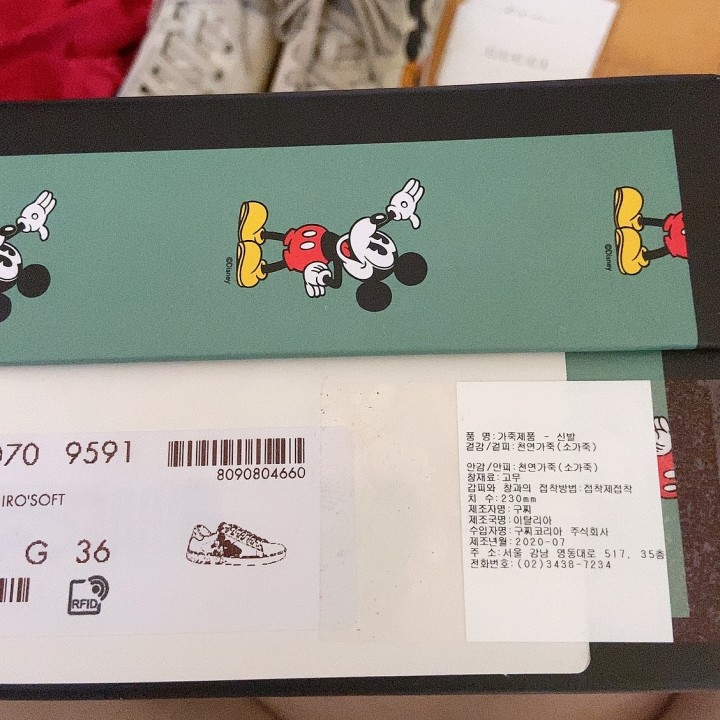 ©Disney
©Disney
070 9591
8090804660
IRO'SOFT
G 36
RFID
품 명:가죽제품 - 신발
겉감/겉피:천연가죽(소가죽)
안감/안피:천연가죽(소가죽)
창재료:고무
갑피와 창과의 접착방법:접착제접착
치 수:230mm
제조자명:구찌
제조국명:이탈리아
수입자명:구찌코리아 주식회사
제조년월:2020-07
주 소:서울 강남 영동대로 517, 35층
전화번호:(02)3438-7234